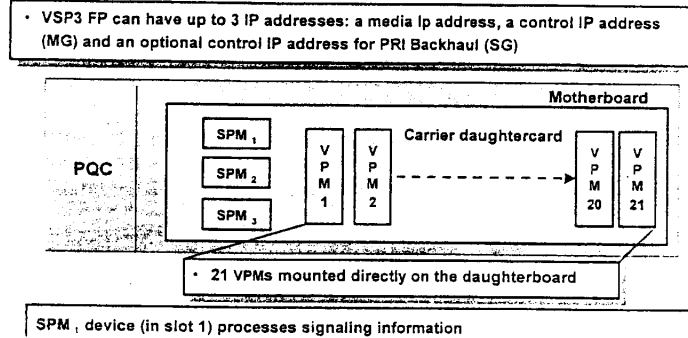 • VSP3 FP can have up to 3 IP addresses: a media Ip address, a control IP address
(MG) and an optional control IP address for PRI Backhaul (SG)
Motherboard
PQC
SPM 1
SPM 2
SPM 3
V
P
M
1
V
P
M
2
Carrier daughtercard
V
P
M
20
V
P
M
21
• 21 VPMs mounted directly on the daughterboard
SPM 1 device (in slot 1) processes signaling information